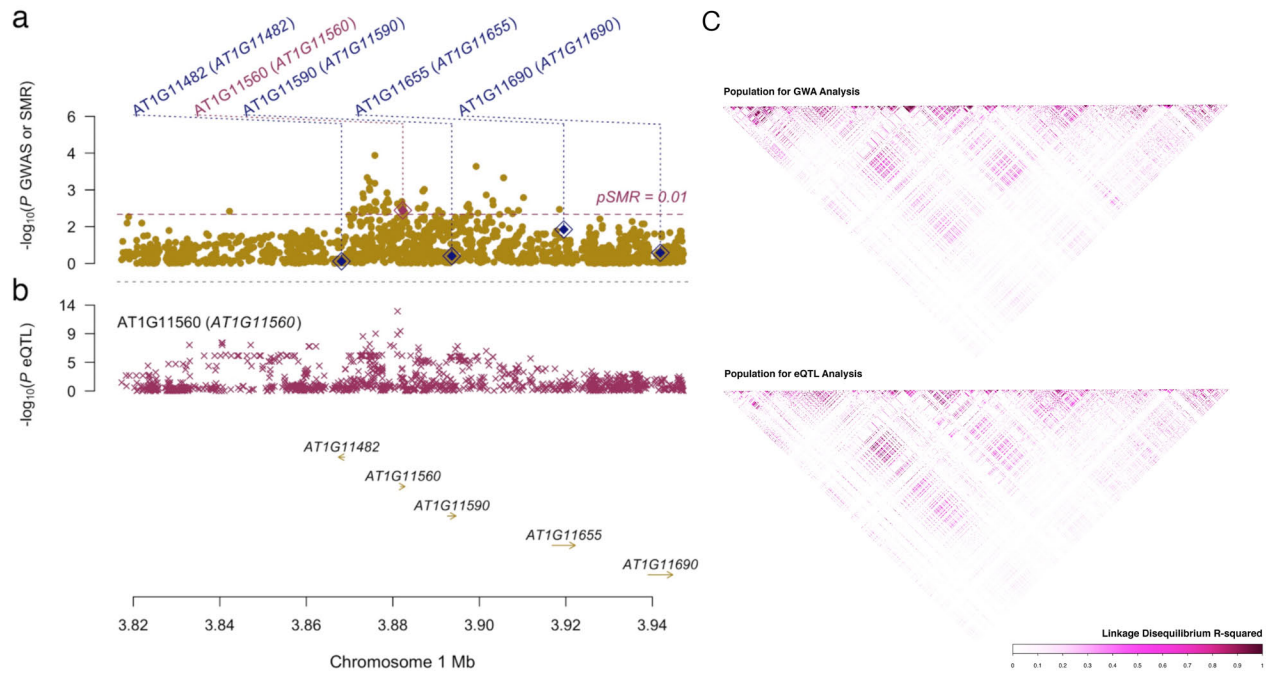 a
AT1G11482 (AT1G11482)
AT1G11560 (AT1G11560)
AT1G11590 (AT1G11590)
AT1G11655 (AT1G11655)
AT1G11690 (AT1G11690)
-log10(P GWAS or SMR)
6
4
3
2
0
pSMR = 0.01
b
-log10(P eQTL)
14
9
5
0
AT1G11560 (AT1G11560)
AT1G11482
AT1G11560
AT1G11590
AT1G11655
AT1G11690
3.82 3.84 3.86 3.88 3.90 3.92 3.94
Chromosome 1 Mb
C
Population for GWA Analysis
Population for eQTL Analysis
Linkage Disequilibrium R-squared
0 0.1 0.2 0.3 0.4 0.5 0.6 0.7 0.8 0.9 1